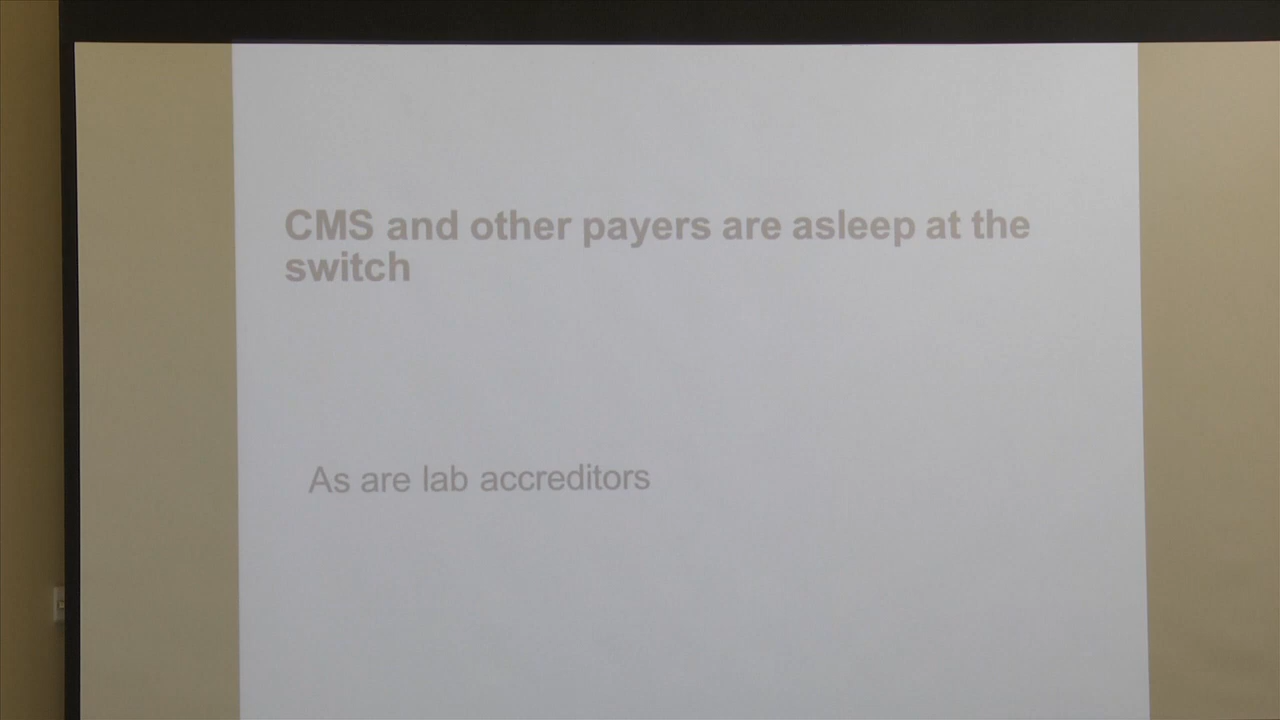 CMS and other payers are asleep at the
switch
As are lab accreditors